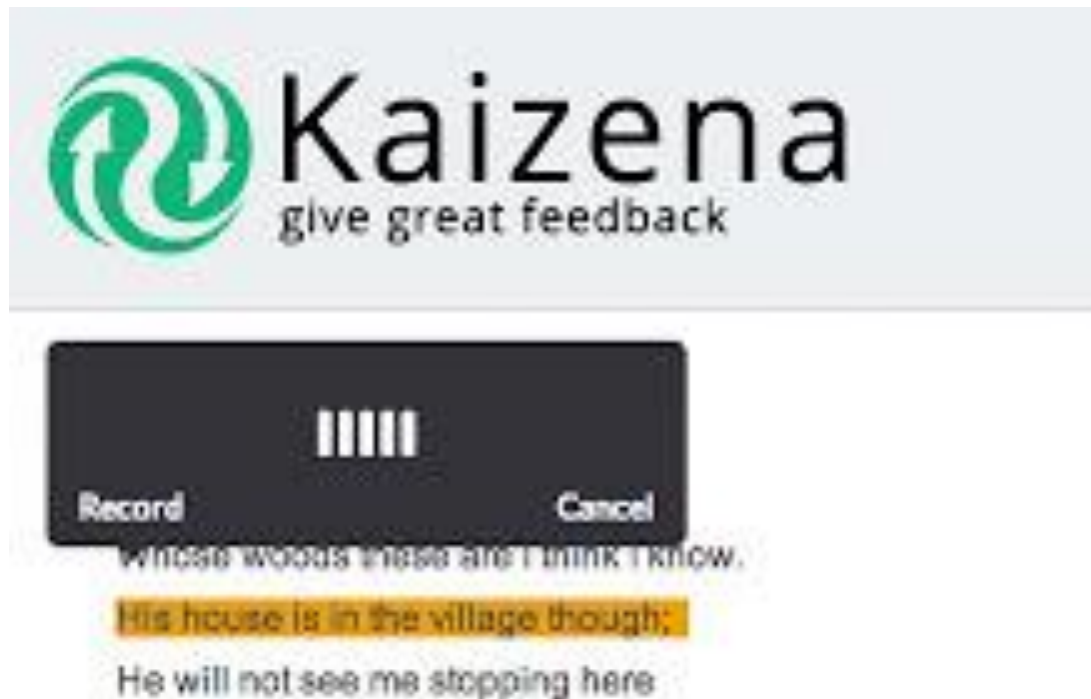 Kaizena
give great feedback
Record Cancel
Whose woods these are I think I know.
His house is in the village though;
He will not see me stopping here